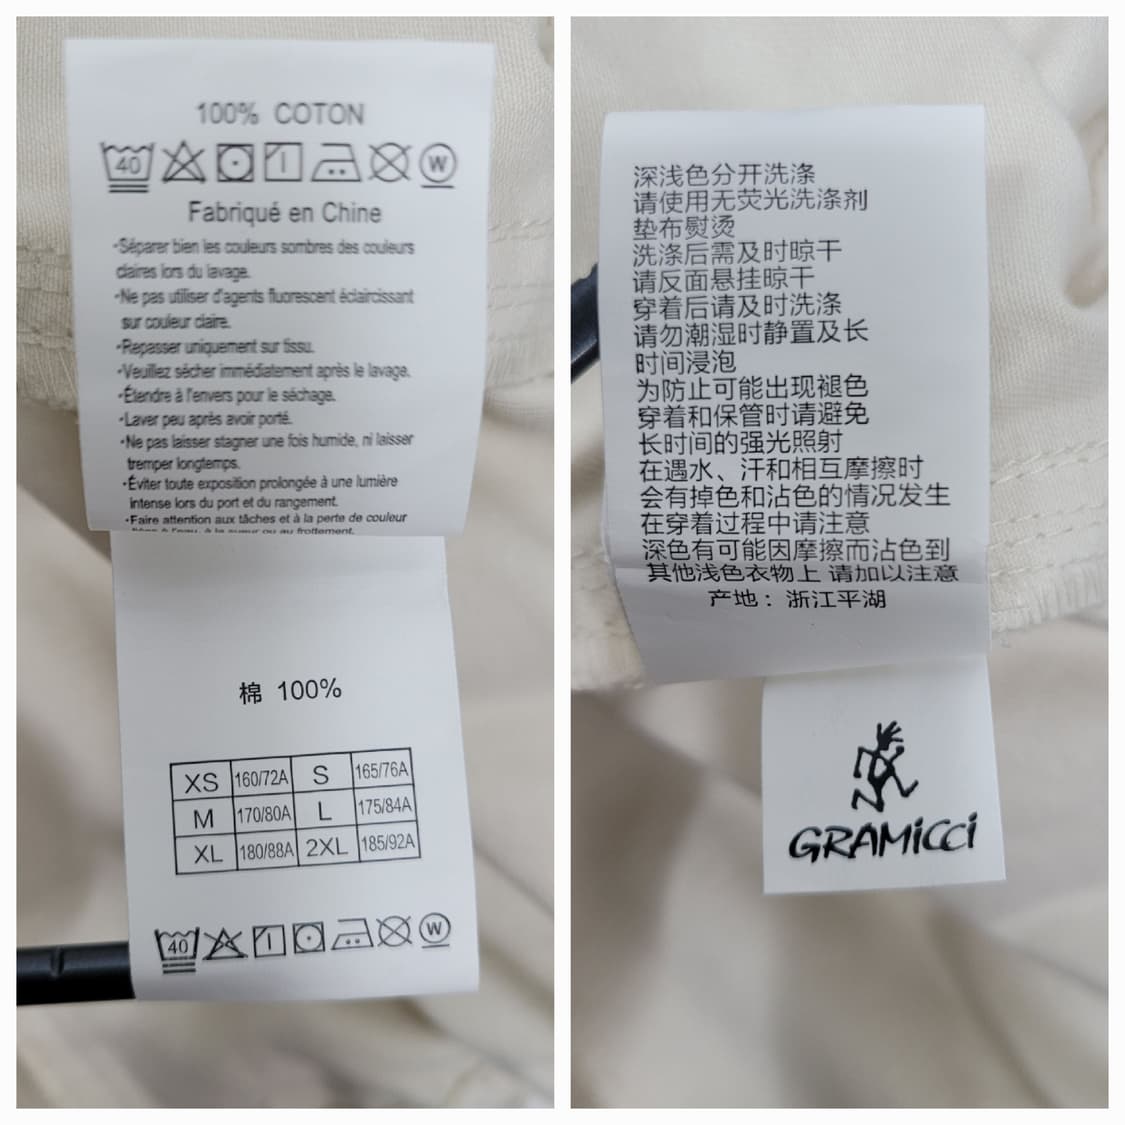 100% COTON
40
W
Fabriqué en Chine
·Séparer bien les couleurs sombres des couleurs
claires lors du lavage.
·Ne pas utiliser d'agents fluorescent éclaircissant
sur couleur claire.
·Repasser uniquement sur tissu.
·Veuillez sécher immédiatement après le lavage.
·Étendre à l'envers pour le séchage.
·Laver peu après avoir porté.
·Ne pas laisser stagner une fois humide, ni laisser
tremper longtemps.
·Éviter toute exposition prolongée à une lumière
intense lors du port et du rangement.
·Faire attention aux tâches et à la perte de couleur
liées à l'eau, à la sueur ou au frottement.
棉 100%
XS 160/72A S 165/76A
M 170/80A L 175/84A
XL 180/88A 2XL 185/92A
40
W
深浅色分开洗涤
请使用无荧光洗涤剂
垫布熨烫
洗涤后需及时晾干
请反面悬挂晾干
穿着后请及时洗涤
请勿潮湿时静置及长
时间浸泡
为防止可能出现褪色
穿着和保管时请避免
长时间的强光照射
在遇水、汗和相互摩擦时
会有掉色和沾色的情况发生
在穿着过程中请注意
深色有可能因摩擦而沾色到
其他浅色衣物上 请加以注意
产地：浙江平湖
GRAMiCCi